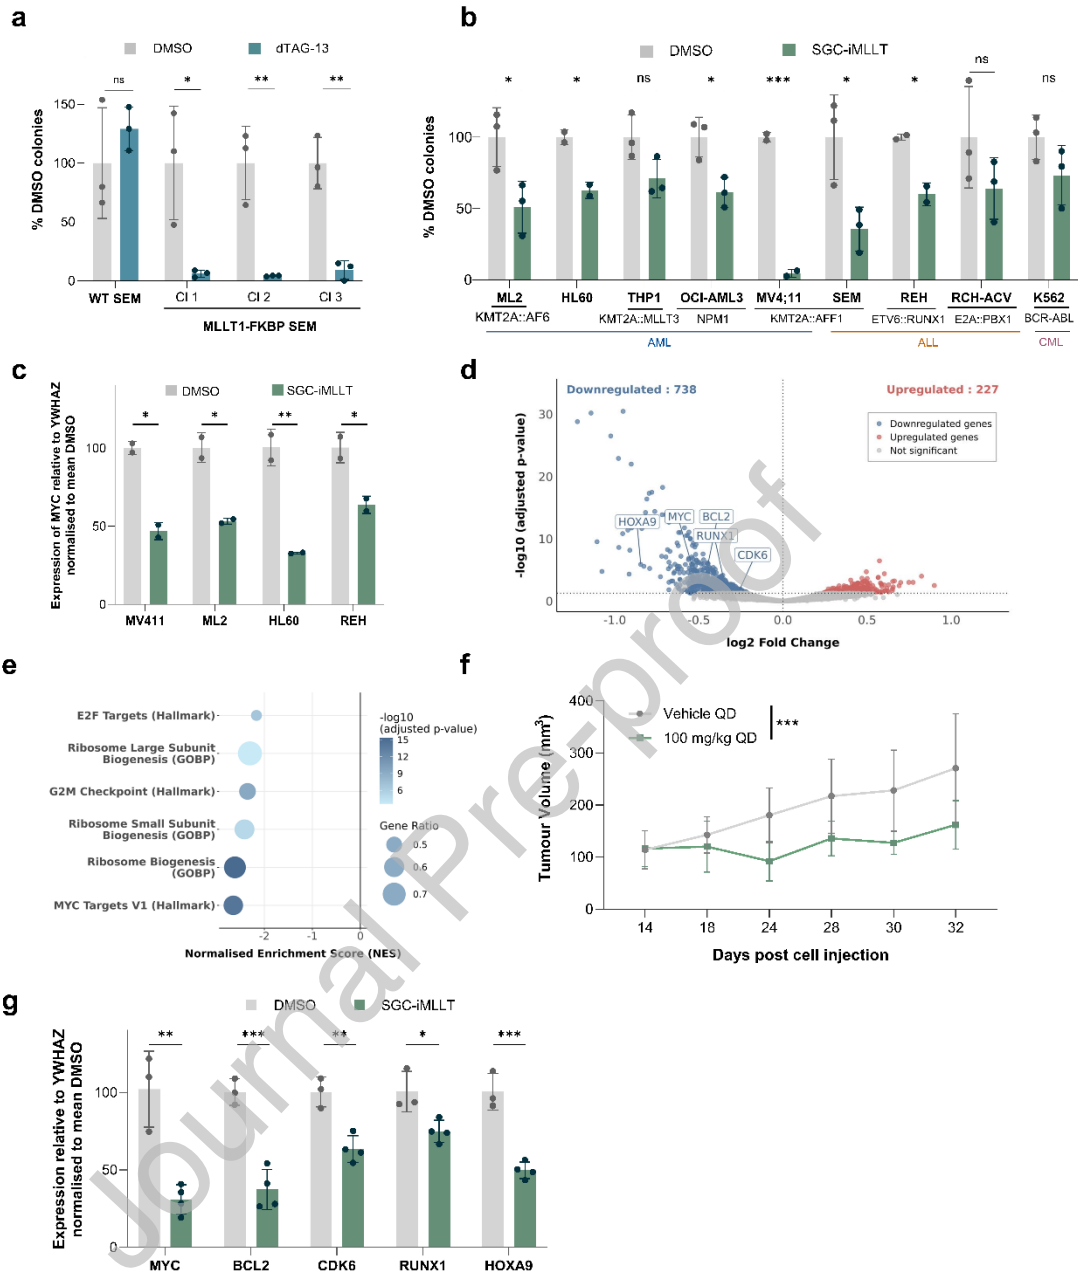 a
DMSO
dTAG-13
ns
*
**
**
% DMSO colonies
150
100
50
0
WT SEM
Cl 1
Cl 2
Cl 3
MLLT1-FKBP SEM
b
DMSO
SGC-iMLLT
*
*
ns
*
***
*
*
ns
ns
% DMSO colonies
100
50
0
ML2
HL60
THP1
OCI-AML3
MV4;11
SEM
REH
RCH-ACV
K562
KMT2A::AF6
KMT2A::MLLT3
NPM1
KMT2A::AFF1
ETV6::RUNX1
E2A::PBX1
BCR-ABL
AML
ALL
CML
c
DMSO
SGC-iMLLT
*
*
**
*
Expression of MYC relative to YWHAZ
normalised to mean DMSO
100
50
0
MV411
ML2
HL60
REH
d
Downregulated : 738
Upregulated : 227
Downregulated genes
Upregulated genes
Not significant
HOXA9
MYC
BCL2
RUNX1
CDK6
-log10 (adjusted p-value)
30
20
10
0
-1.0
-0.5
0.0
0.5
1.0
log2 Fold Change
e
E2F Targets (Hallmark)
Ribosome Large Subunit
Biogenesis (GOBP)
G2M Checkpoint (Hallmark)
Ribosome Small Subunit
Biogenesis (GOBP)
Ribosome Biogenesis
(GOBP)
MYC Targets V1 (Hallmark)
-2
-1
0
Normalised Enrichment Score (NES)
-log10
(adjusted p-value)
15
12
9
6
Gene Ratio
0.5
0.6
0.7
f
Vehicle QD
100 mg/kg QD
***
Tumour Volume (mm³)
400
300
200
100
0
14
18
24
28
30
32
Days post cell injection
g
DMSO
SGC-iMLLT
**
***
**
*
***
Expression relative to YWHAZ
normalised to mean DMSO
100
50
0
MYC
BCL2
CDK6
RUNX1
HOXA9
Journal Pre-proof